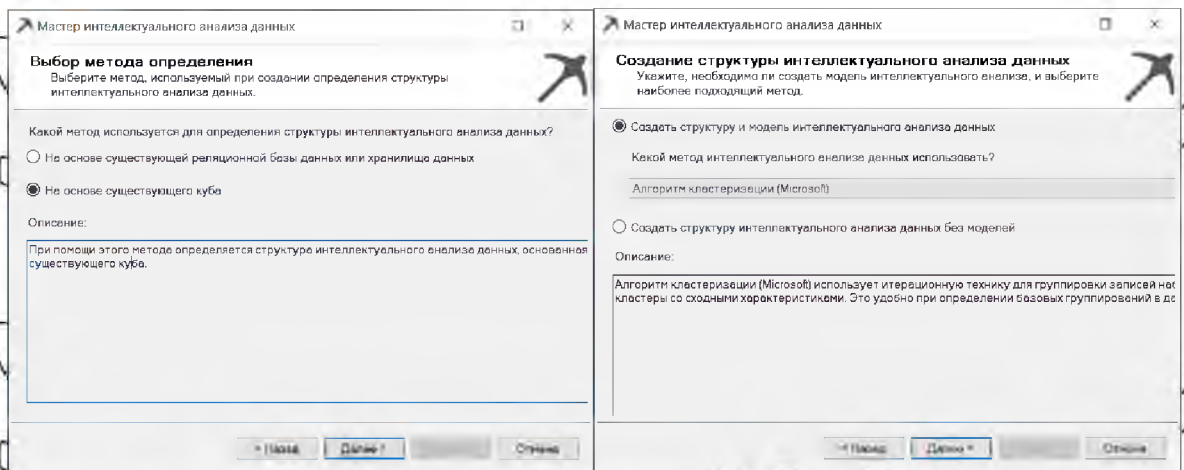 Мастер интеллектуального анализа данных
Выбор метода определения
Выберите метод, используемый при создании определения структуры
интеллектуального анализа данных.
Какой метод используется для определения структуры интеллектуального анализа данных?
На основе существующей реляционной базы данных или хранилища данных
На основе существующего куба
Описание:
При помощи этого метода определяется структура интеллектуального анализа данных, основанная
существующего куба.
< Назад
Далее >
Отмена
Мастер интеллектуального анализа данных
Создание структуры интеллектуального анализа данных
Укажите, необходимо ли создать модель интеллектуального анализа, и выберите
наиболее подходящий метод.
Создать структуру и модель интеллектуального анализа данных
Какой метод интеллектуального анализа данных использовать?
Алгоритм кластеризации (Microsoft)
Создать структуру интеллектуального анализа данных без моделей
Описание:
Алгоритм кластеризации (Microsoft) использует итерационную технику для группировки записей наб
кластеры со сходными характеристиками. Это удобно при определении базовых группирований в да
< Назад
Далее >
Отмена